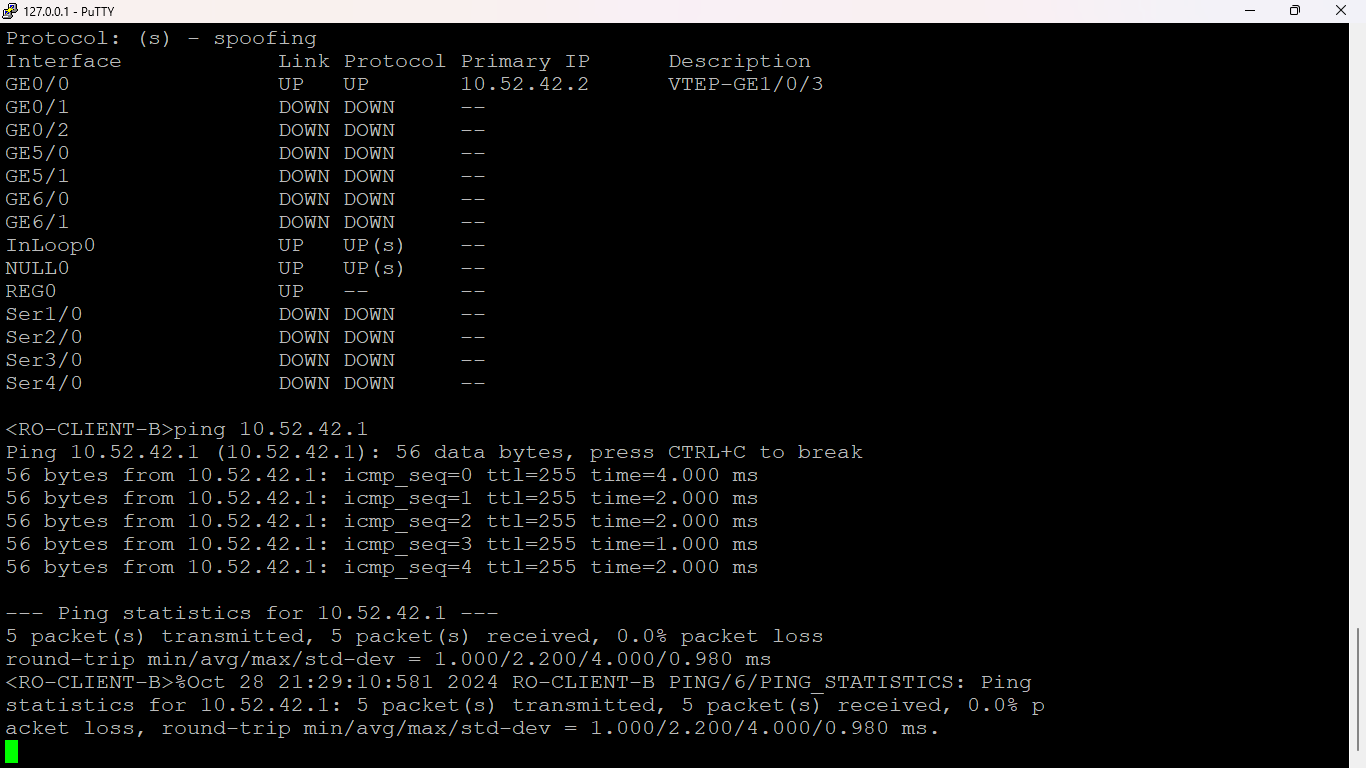 127.0.0.1 - PuTTY
Protocol: (s) - spoofing
Interface            Link Protocol Primary IP      Description
GE0/0                UP   UP       10.52.42.2      VTEP-GE1/0/3
GE0/1                DOWN DOWN     --
GE0/2                DOWN DOWN     --
GE5/0                DOWN DOWN     --
GE5/1                DOWN DOWN     --
GE6/0                DOWN DOWN     --
GE6/1                DOWN DOWN     --
InLoop0              UP   UP(s)    --
NULL0                UP   UP(s)    --
REG0                 UP   --       --
Ser1/0               DOWN DOWN     --
Ser2/0               DOWN DOWN     --
Ser3/0               DOWN DOWN     --
Ser4/0               DOWN DOWN     --
<RO-CLIENT-B>ping 10.52.42.1
Ping 10.52.42.1 (10.52.42.1): 56 data bytes, press CTRL+C to break
56 bytes from 10.52.42.1: icmp_seq=0 ttl=255 time=4.000 ms
56 bytes from 10.52.42.1: icmp_seq=1 ttl=255 time=2.000 ms
56 bytes from 10.52.42.1: icmp_seq=2 ttl=255 time=2.000 ms
56 bytes from 10.52.42.1: icmp_seq=3 ttl=255 time=1.000 ms
56 bytes from 10.52.42.1: icmp_seq=4 ttl=255 time=2.000 ms
--- Ping statistics for 10.52.42.1 ---
5 packet(s) transmitted, 5 packet(s) received, 0.0% packet loss
round-trip min/avg/max/std-dev = 1.000/2.200/4.000/0.980 ms
<RO-CLIENT-B>%Oct 28 21:29:10:581 2024 RO-CLIENT-B PING/6/PING_STATISTICS: Ping
statistics for 10.52.42.1: 5 packet(s) transmitted, 5 packet(s) received, 0.0% p
acket loss, round-trip min/avg/max/std-dev = 1.000/2.200/4.000/0.980 ms.